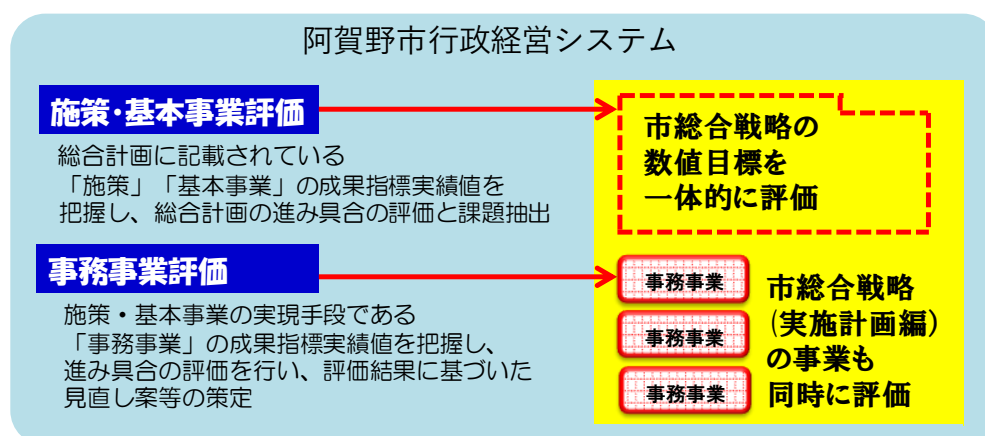 阿賀野市行政経営システム
施策・基本事業評価
総合計画に記載されている
「施策」「基本事業」の成果指標実績値を
把握し、総合計画の進み具合の評価と課題抽出
市総合戦略の
数値目標を
一体的に評価
事務事業評価
施策・基本事業の実現手段である
「事務事業」の成果指標実績値を把握し、
進み具合の評価を行い、評価結果に基づいた
見直し案等の策定
事務事業
事務事業
事務事業
市総合戦略
(実施計画編)
の事業も
同時に評価